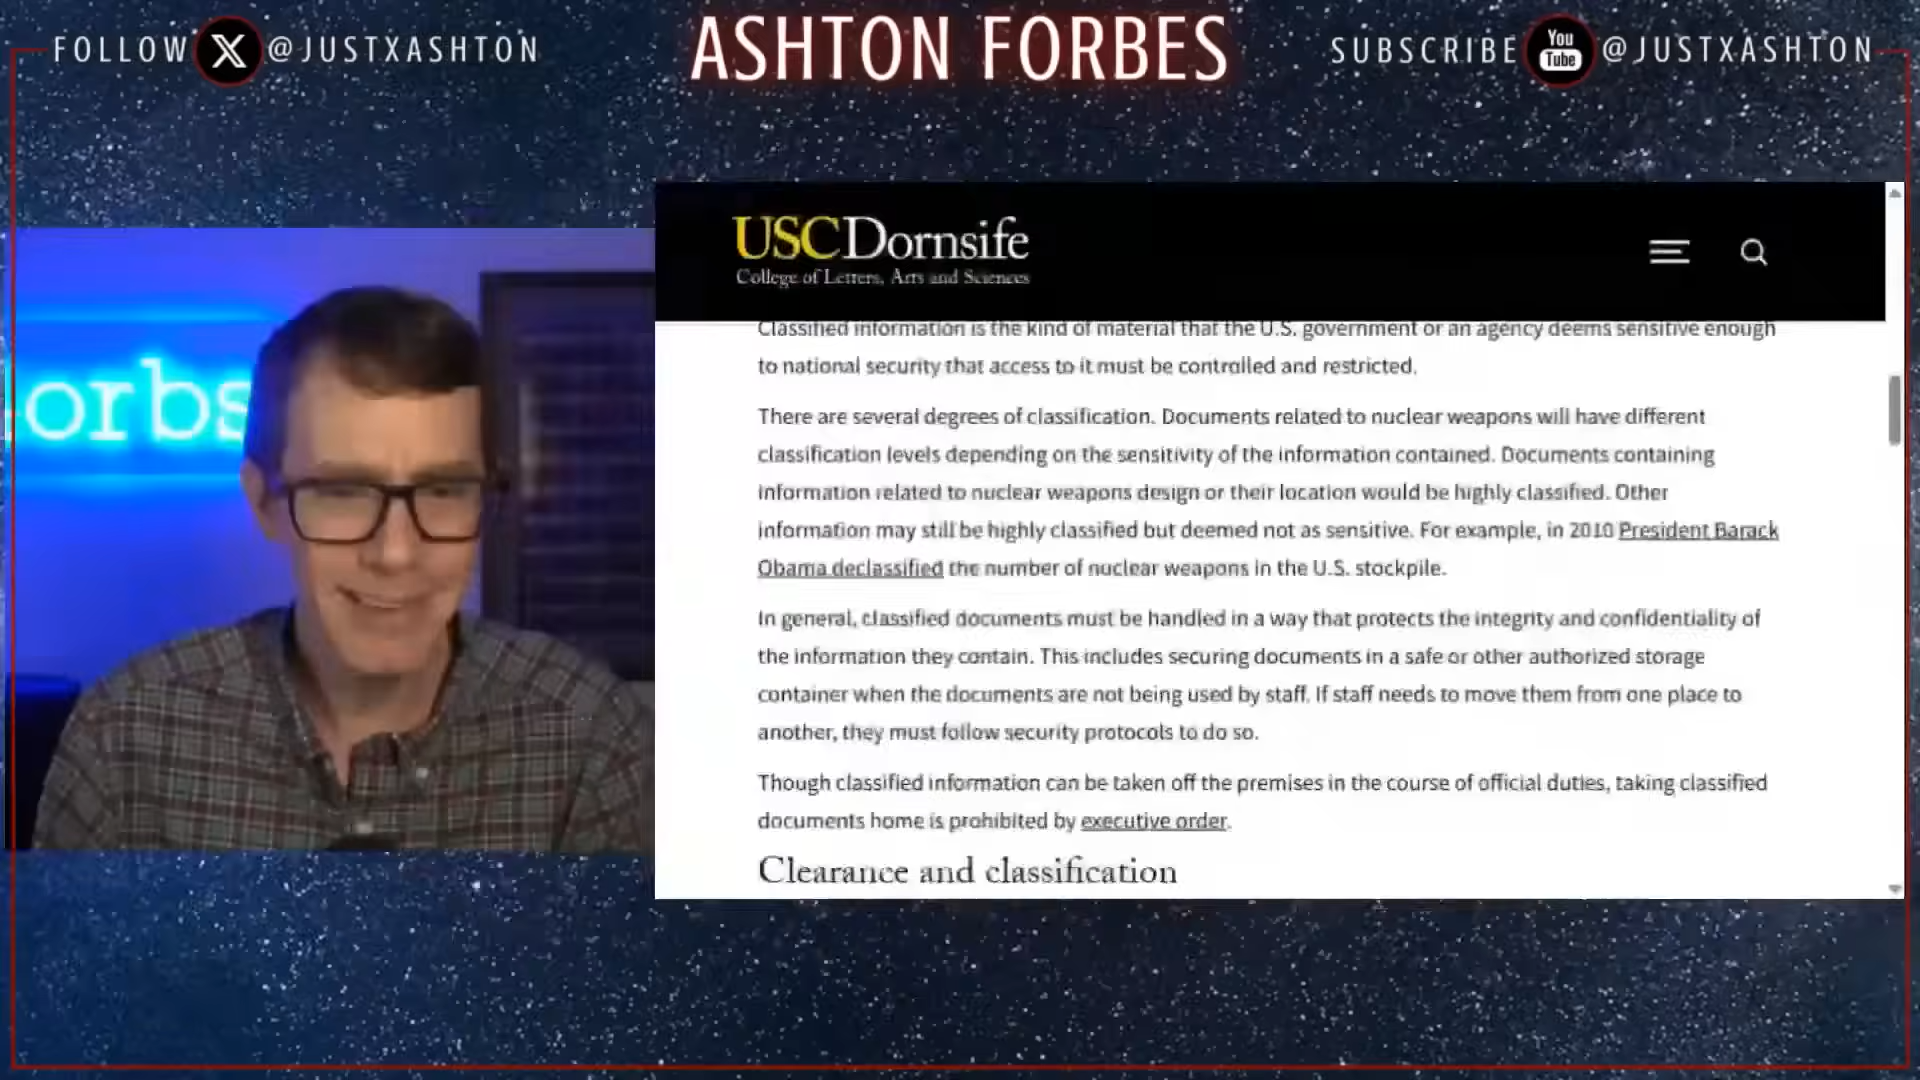 FOLLOW X @JUSTXASHTON
ASHTON FORBES
SUBSCRIBE You Tube @JUSTXASHTON
orbs
USCDornsife
College of Letters, Arts and Sciences
Classified information is the kind of material that the U.S. government or an agency deems sensitive enough
to national security that access to it must be controlled and restricted.
There are several degrees of classification. Documents related to nuclear weapons will have different
classification levels depending on the sensitivity of the information contained. Documents containing
information related to nuclear weapons design or their location would be highly classified. Other
information may still be highly classified but deemed not as sensitive. For example, in 2010 President Barack
Obama declassified the number of nuclear weapons in the U.S. stockpile.
In general, classified documents must be handled in a way that protects the integrity and confidentiality of
the information they contain. This includes securing documents in a safe or other authorized storage
container when the documents are not being used by staff. If staff needs to move them from one place to
another, they must follow security protocols to do so.
Though classified information can be taken off the premises in the course of official duties, taking classified
documents home is prohibited by executive order.
Clearance and classification